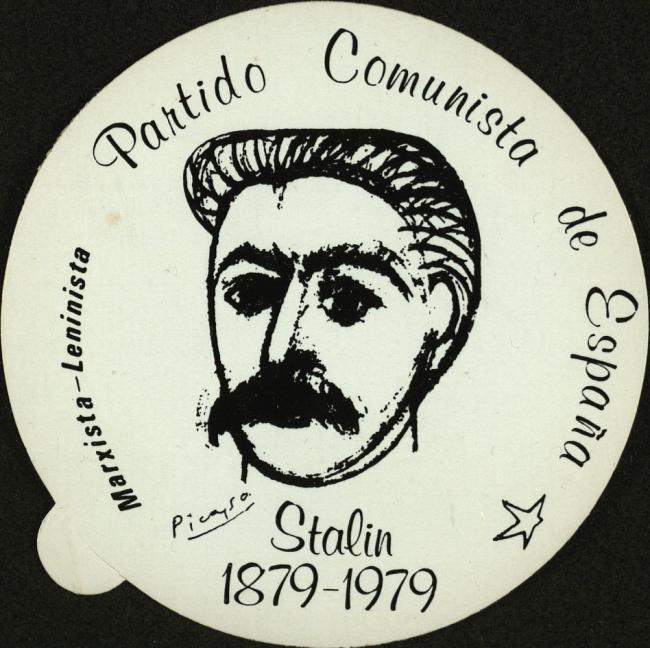 Partido Comunista de España
Marxista-Leninista
Picasso
Stalin
1879-1979